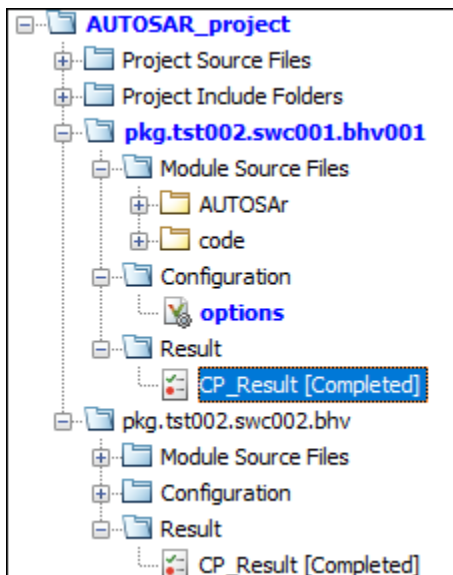 AUTOSAR_project
Project Source Files
Project Include Folders
pkg.tst002.swc001.bhv001
Module Source Files
AUTOSAr
code
Configuration
options
Result
CP_Result [Completed]
pkg.tst002.swc002.bhv
Module Source Files
Configuration
Result
CP_Result [Completed]